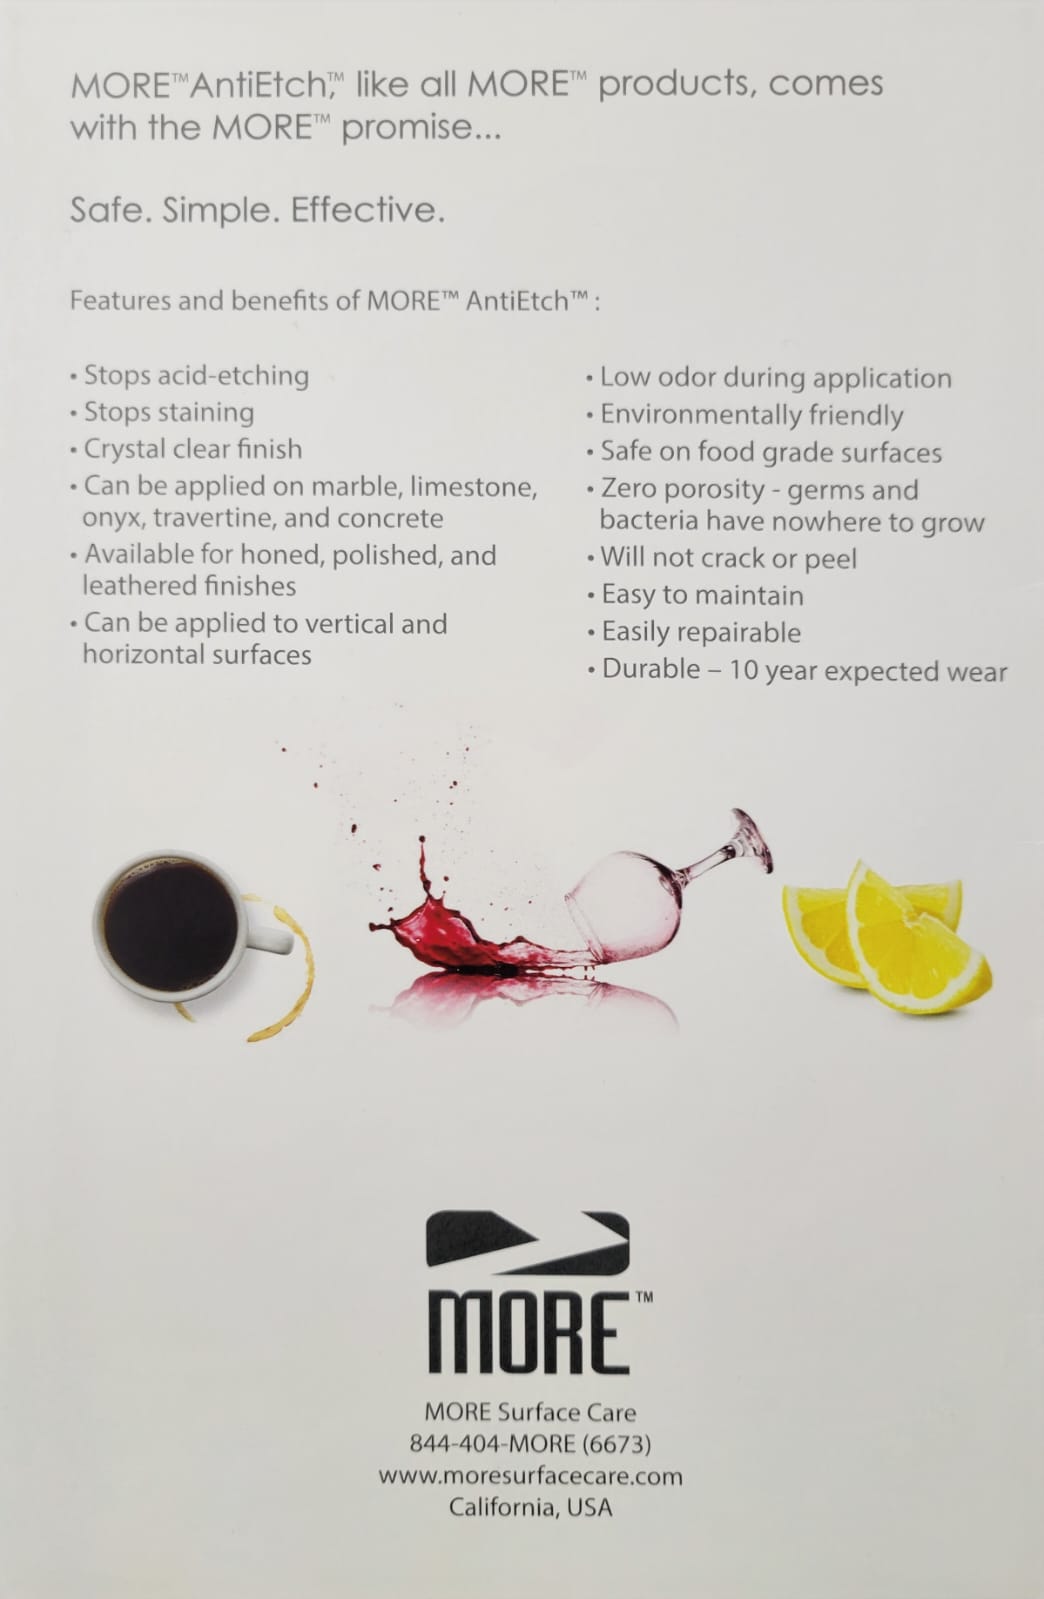 MORE™ AntiEtch,™ like all MORE™ products, comes
with the MORE™ promise...
Safe. Simple. Effective.
Features and benefits of MORE™ AntiEtch™ :
• Stops acid-etching
• Stops staining
• Crystal clear finish
• Can be applied on marble, limestone,
onyx, travertine, and concrete
• Available for honed, polished, and
leathered finishes
• Can be applied to vertical and
horizontal surfaces
• Low odor during application
• Environmentally friendly
• Safe on food grade surfaces
• Zero porosity - germs and
bacteria have nowhere to grow
• Will not crack or peel
• Easy to maintain
• Easily repairable
• Durable – 10 year expected wear
MORE™
MORE Surface Care
844-404-MORE (6673)
www.moresurfacecare.com
California, USA